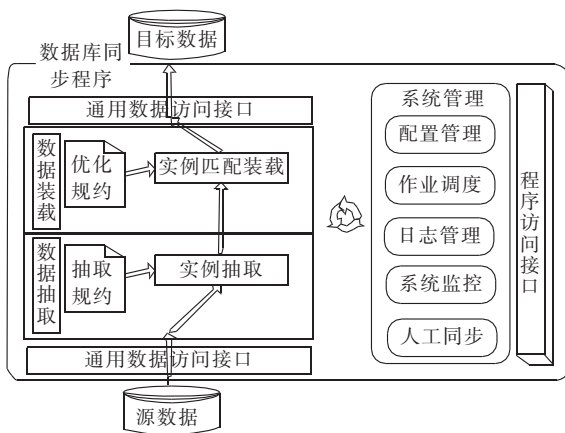 目标数据
数据库同
步程序
通用数据访问接口
数据装载
优化
规约
实例匹配装载
数据抽取
抽取
规约
实例抽取
通用数据访问接口
源数据
系统管理
配置管理
作业调度
日志管理
系统监控
人工同步
程序访问接口